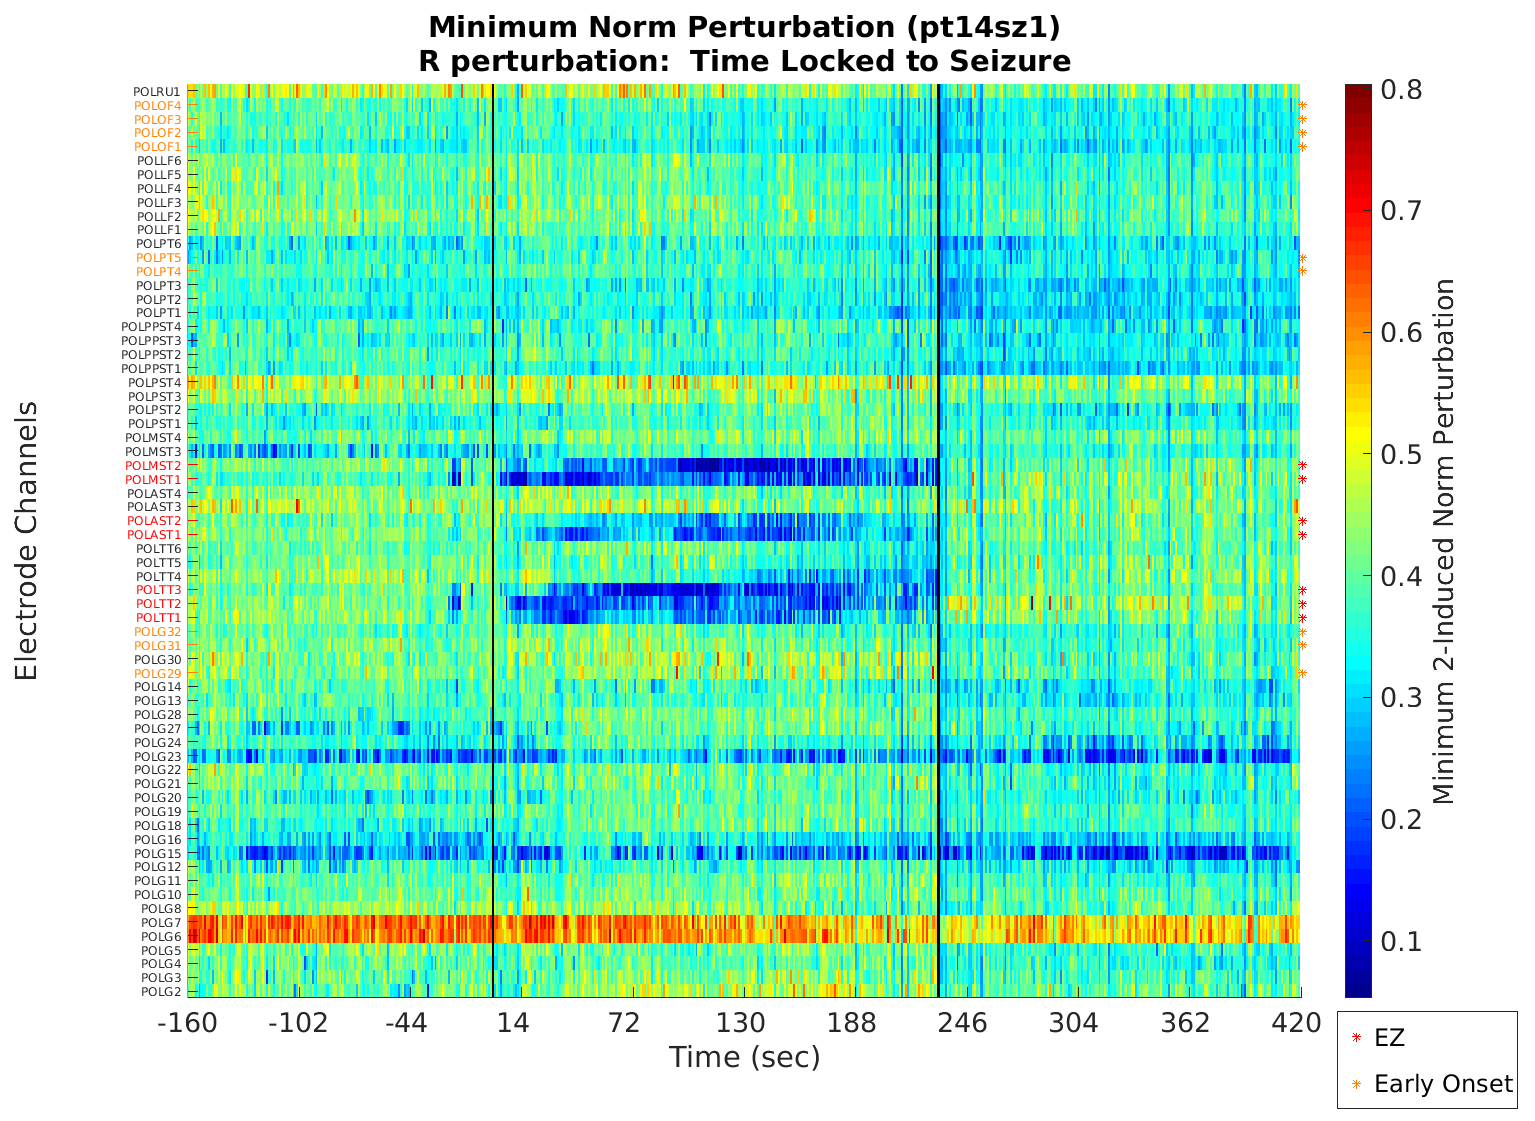 Minimum Norm Perturbation (pt14sz1)
R perturbation:  Time Locked to Seizure
Electrode Channels
POLRU1
POLOF4
POLOF3
POLOF2
POLOF1
POLLF6
POLLF5
POLLF4
POLLF3
POLLF2
POLLF1
POLPT6
POLPT5
POLPT4
POLPT3
POLPT2
POLPT1
POLPPST4
POLPPST3
POLPPST2
POLPPST1
POLPST4
POLPST3
POLPST2
POLPST1
POLMST4
POLMST3
POLMST2
POLMST1
POLAST4
POLAST3
POLAST2
POLAST1
POLTT6
POLTT5
POLTT4
POLTT3
POLTT2
POLTT1
POLG32
POLG31
POLG30
POLG29
POLG14
POLG13
POLG28
POLG27
POLG24
POLG23
POLG22
POLG21
POLG20
POLG19
POLG18
POLG16
POLG15
POLG12
POLG11
POLG10
POLG8
POLG7
POLG6
POLG5
POLG4
POLG3
POLG2
-160 -102 -44 14 72 130 188 246 304 362 420
Time (sec)
0.8
0.7
0.6
0.5
0.4
0.3
0.2
0.1
Minimum 2-Induced Norm Perturbation
EZ
Early Onset